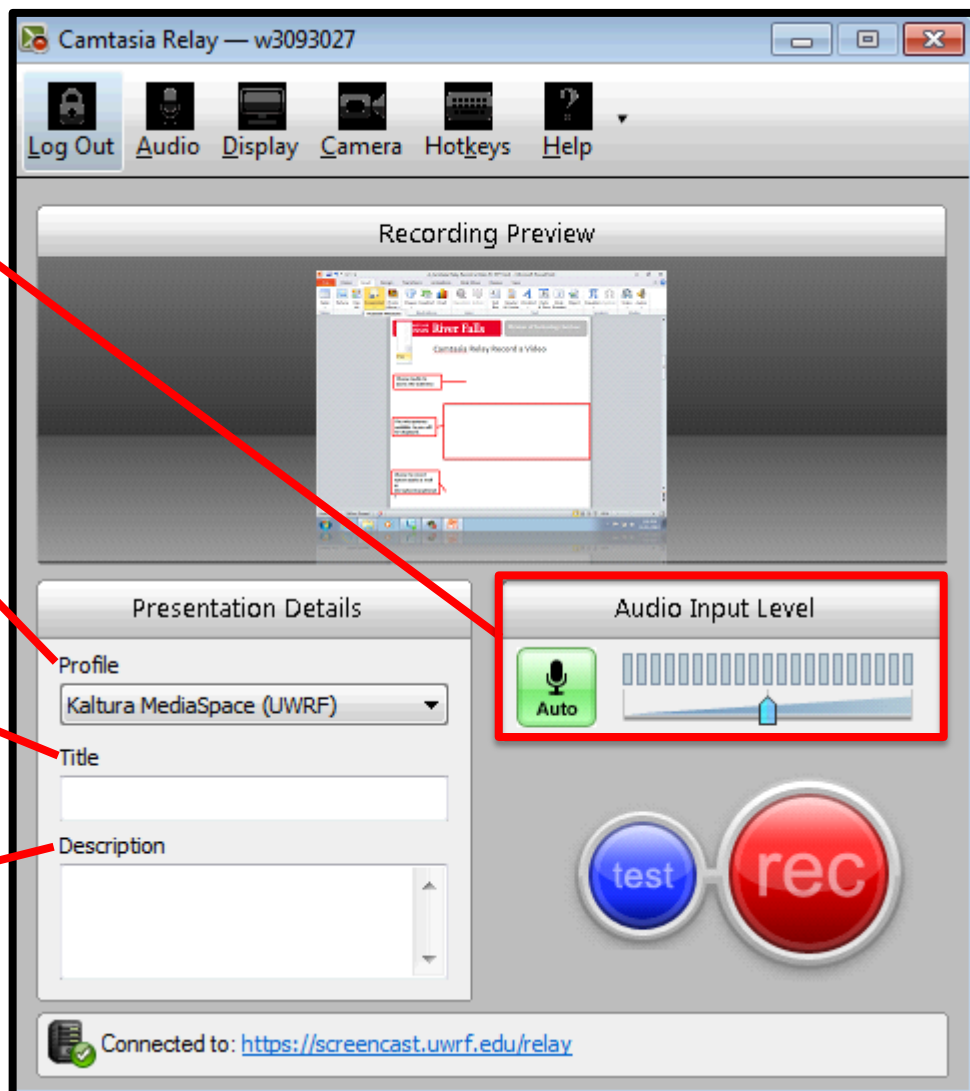 Camtasia Relay — w3093027
Log Out Audio Display Camera Hotkeys Help
Recording Preview
River Falls
Camtasia Relay Record a Video
Presentation Details
Profile
Kaltura MediaSpace (UWRF)
Title
Description
Audio Input Level
Auto
test rec
Connected to: https://screencast.uwrf.edu/relay